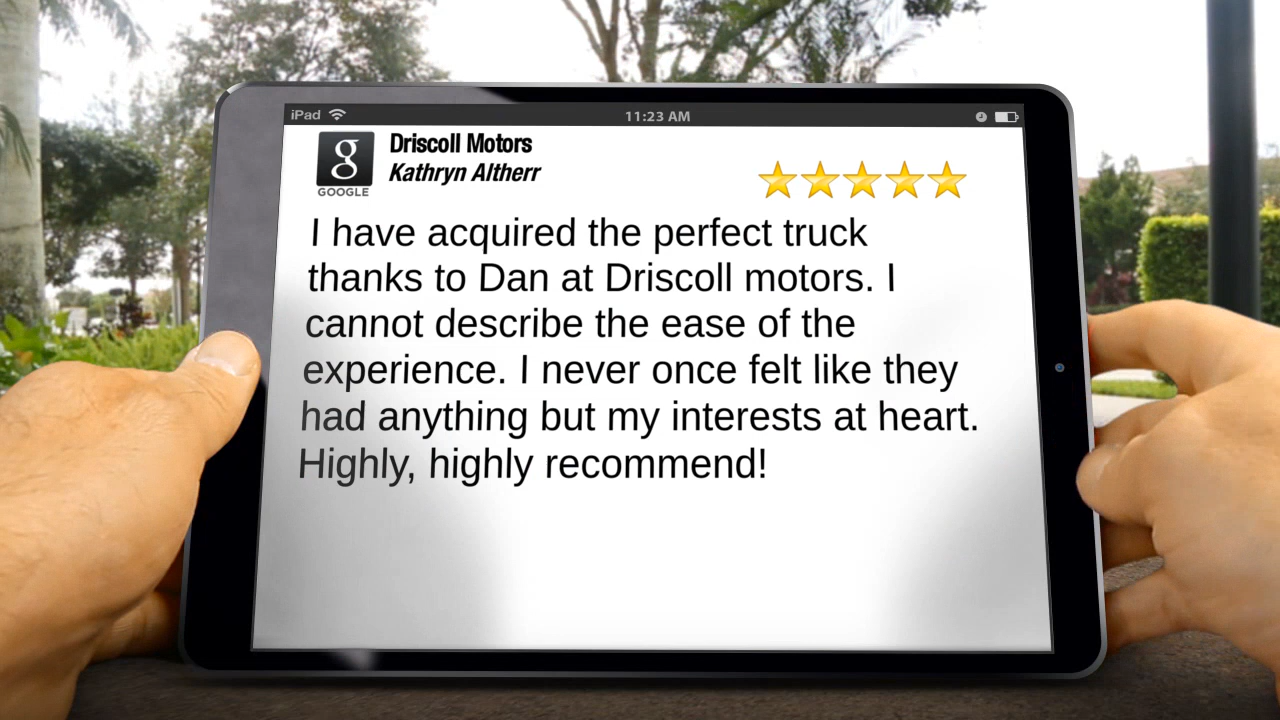 iPad
11:23 AM
g
GOOGLE
Driscoll Motors
Kathryn Altherr
I have acquired the perfect truck
thanks to Dan at Driscoll motors. I
cannot describe the ease of the
experience. I never once felt like they
had anything but my interests at heart.
Highly, highly recommend!